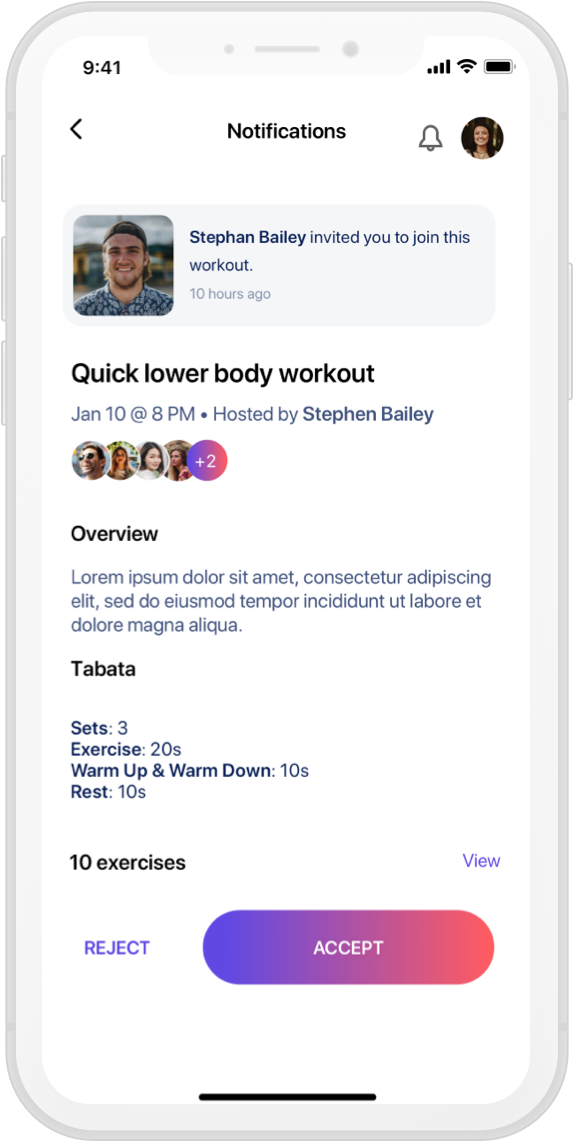 9:41
Notifications
Stephan Bailey invited you to join this
workout.
10 hours ago
Quick lower body workout
Jan 10 @ 8 PM • Hosted by Stephen Bailey
+2
Overview
Lorem ipsum dolor sit amet, consectetur adipiscing
elit, sed do eiusmod tempor incididunt ut labore et
dolore magna aliqua.
Tabata
Sets: 3
Exercise: 20s
Warm Up & Warm Down: 10s
Rest: 10s
10 exercises
View
REJECT
ACCEPT